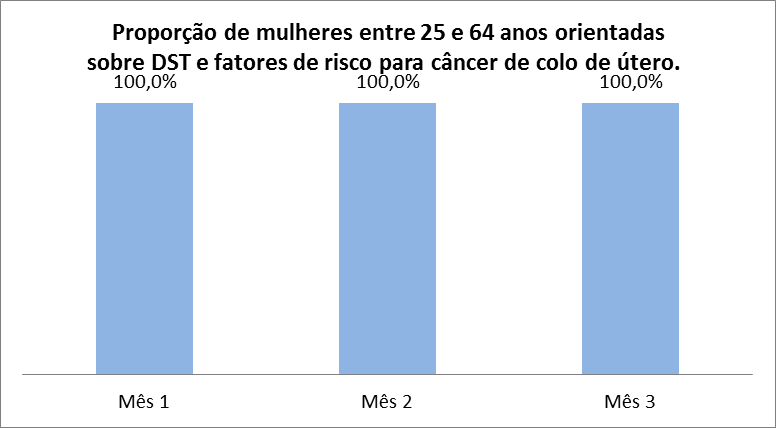 Proporção de mulheres entre 25 e 64 anos orientadas
sobre DST e fatores de risco para câncer de colo de útero.
100,0% 100,0% 100,0%
Mês 1 Mês 2 Mês 3